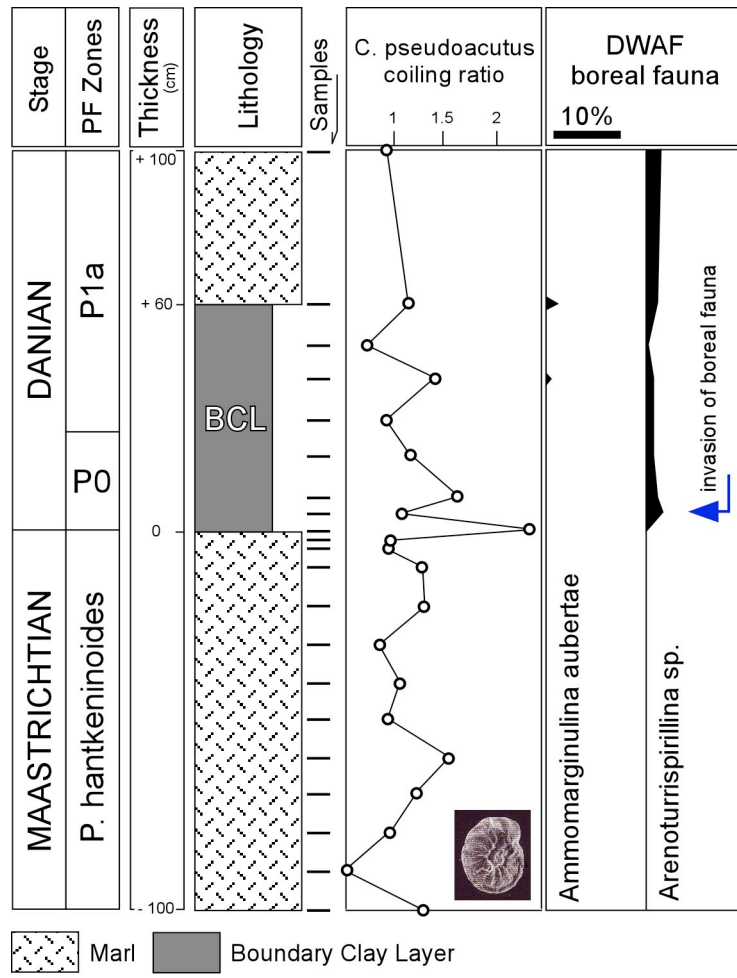 Stage
PF Zones
Thickness
(cm)
Lithology
Samples
C. pseudoacutus
coiling ratio
1 1.5 2
DWAF
boreal fauna
10%
DANIAN
MAASTRICHTIAN
P1a
P0
P. hantkeninoides
+ 100
+ 60
0
- 100
BCL
Ammomarginulina aubertae
Arenoturrispirillina sp.
invasion of boreal fauna
Marl
Boundary Clay Layer